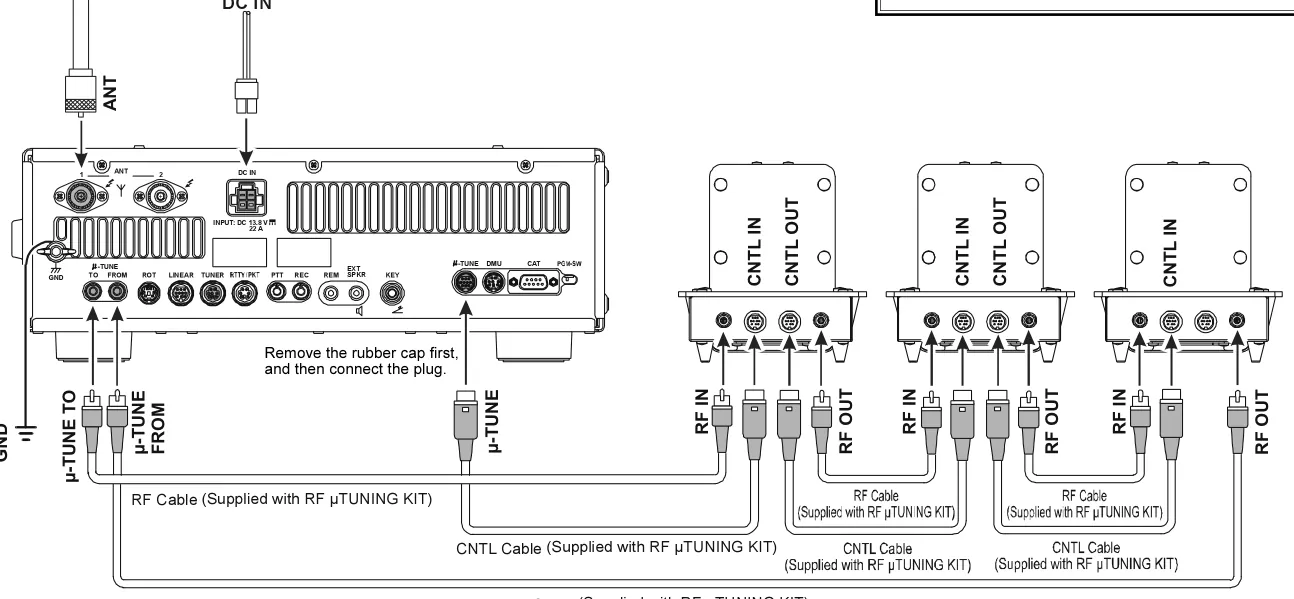 DC IN
ANT
1 ANT 2
DC IN
INPUT: DC 13.8 V
22 A
GND
µ-TUNE
TO FROM ROT LINEAR TUNER RTTY/PKT PTT REC REM EXT SPKR KEY
µ-TUNE DMU CAT PGM-SW
CNTL IN
CNTL OUT
CNTL IN
CNTL OUT
CNTL IN
Remove the rubber cap first,
and then connect the plug.
GND
µ-TUNE TO
µ-TUNE
FROM
µ-TUNE
RF IN
RF OUT
RF IN
RF OUT
RF IN
RF OUT
RF Cable (Supplied with RF µTUNING KIT)
RF Cable
(Supplied with RF µTUNING KIT)
RF Cable
(Supplied with RF µTUNING KIT)
CNTL Cable (Supplied with RF µTUNING KIT)
CNTL Cable
(Supplied with RF µTUNING KIT)
CNTL Cable
(Supplied with RF µTUNING KIT)
(Supplied with RF µTUNING KIT)